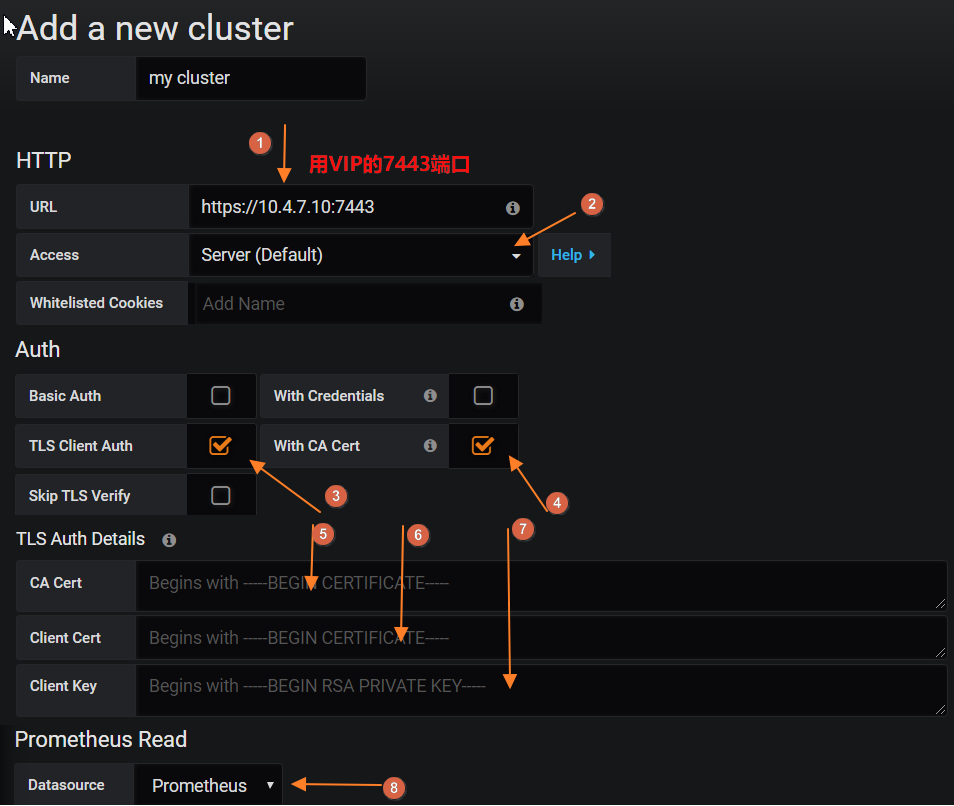 Add a new cluster
Name my cluster
1
HTTP 用VIP的7443端口
URL https://10.4.7.10:7443
2
Access Server (Default) Help
Whitelisted Cookies Add Name
Auth
Basic Auth With Credentials
TLS Client Auth With CA Cert
Skip TLS Verify 3 4
5 6 7
TLS Auth Details
CA Cert Begins with -----BEGIN CERTIFICATE-----
Client Cert Begins with -----BEGIN CERTIFICATE-----
Client Key Begins with -----BEGIN RSA PRIVATE KEY-----
Prometheus Read
Datasource Prometheus 8